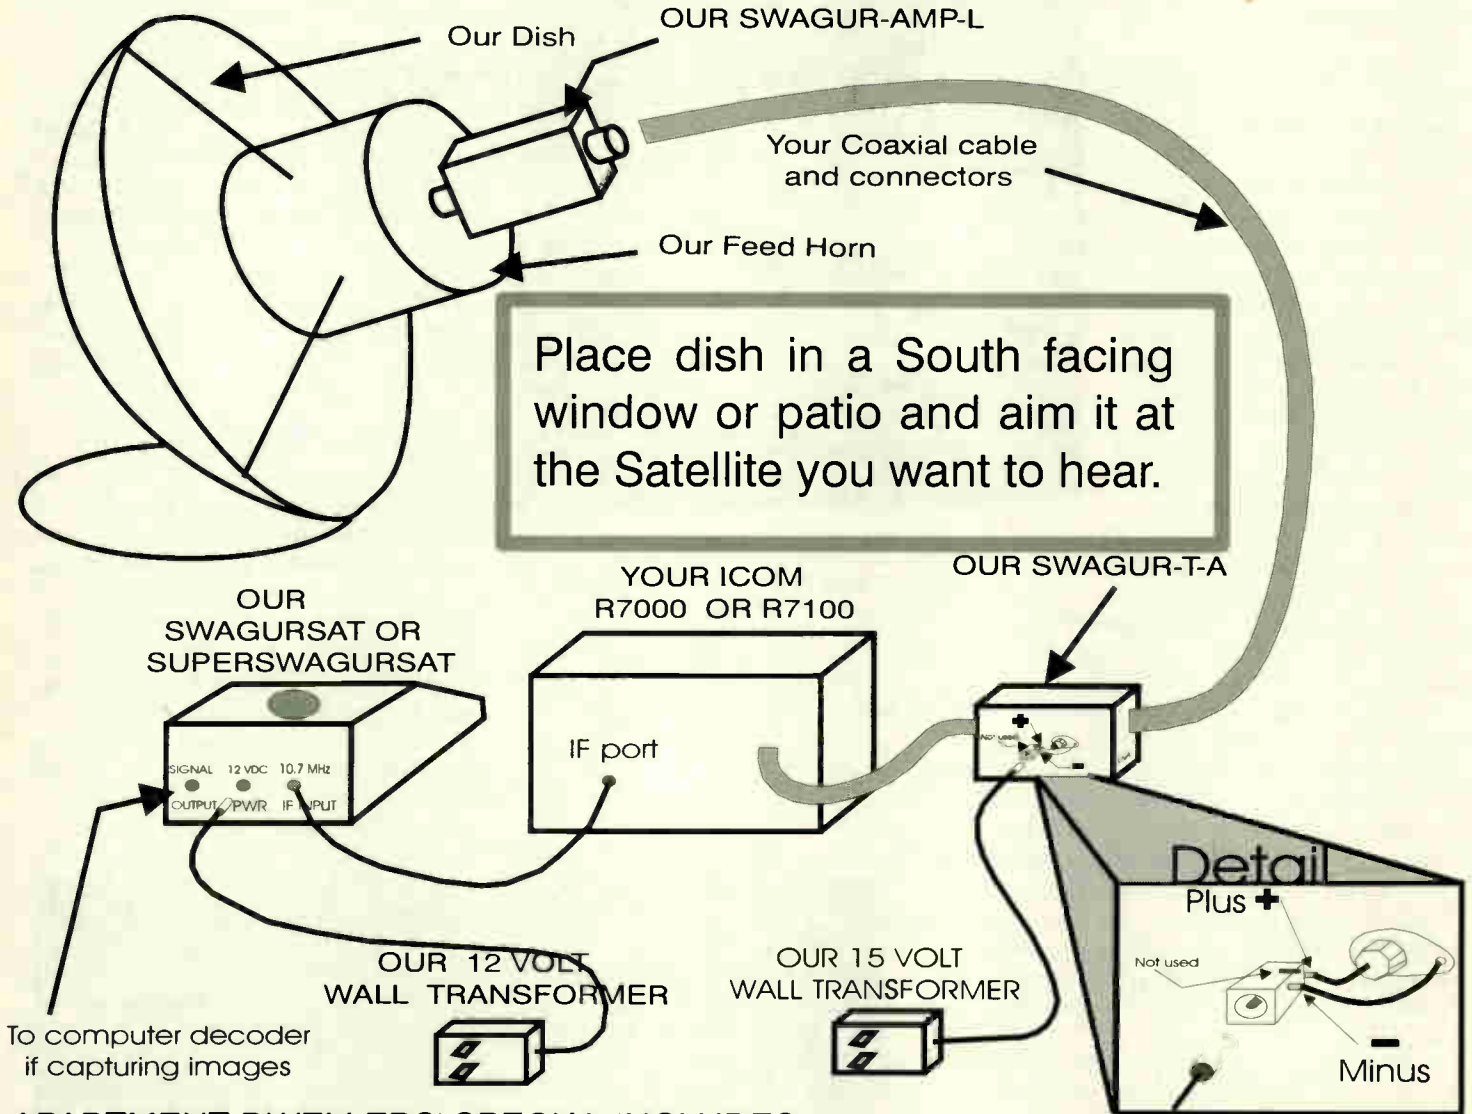 Our Dish
OUR SWAGUR-AMP-L
Your Coaxial cable
and connectors
Our Feed Horn
Place dish in a South facing
window or patio and aim it at
the Satellite you want to hear.
OUR SWAGUR-T-A
YOUR ICOM
R7000 OR R7100
OUR
SWAGURSAT OR
SUPERSWAGURSAT
IF port
Not used
+
-
SIGNAL 12 VDC 10.7 MHz
OUTPUT PWR IF INPUT
Detail
Plus +
Not used
-
Minus
OUR 12 VOLT
WALL TRANSFORMER
OUR 15 VOLT
WALL TRANSFORMER
To computer decoder
if capturing images
APARTMENT DWELLERS' SPECIAL INCLUDES